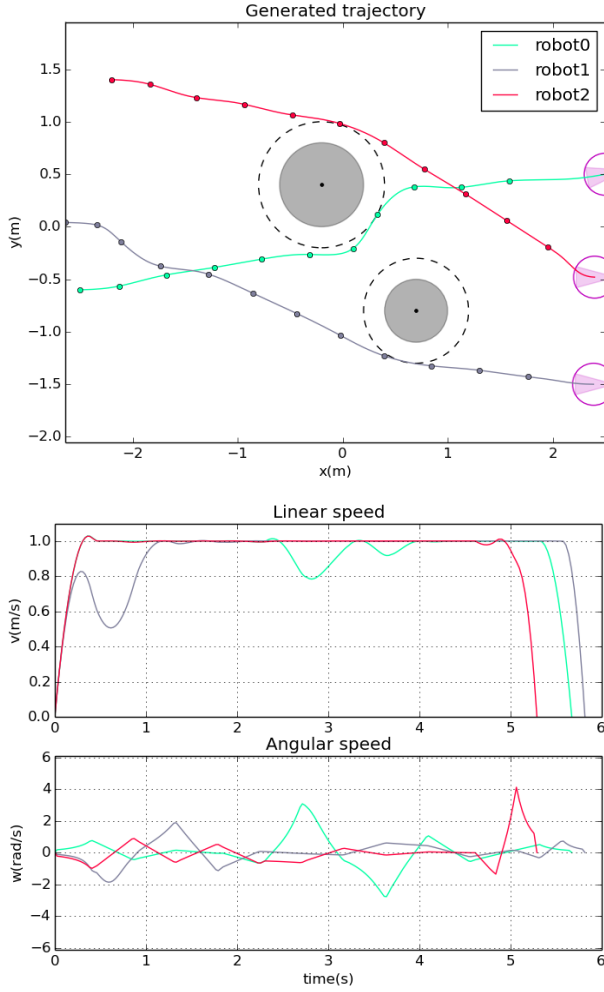 Generated trajectory
robot0
robot1
robot2
1.5
1.0
0.5
0.0
−0.5
−1.0
−1.5
−2.0
y(m)
−2 −1 0 1 2
x(m)
Linear speed
1.0
0.8
0.6
0.4
0.2
0.0
v(m/s)
0 1 2 3 4 5 6
Angular speed
6
4
2
0
−2
−4
−6
w(rad/s)
0 1 2 3 4 5 6
time(s)